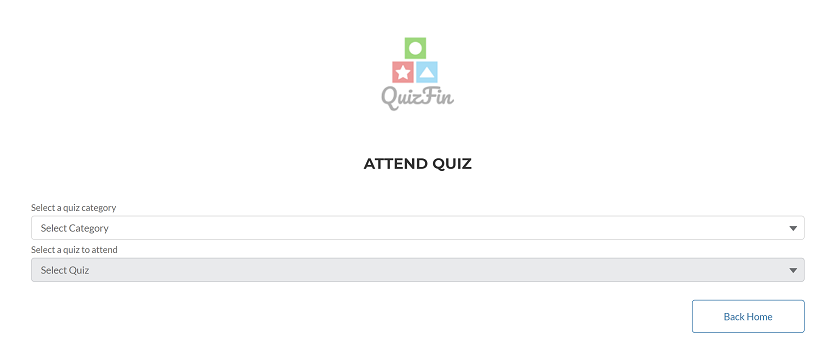 QuizFin
ATTEND QUIZ
Select a quiz category
Select Category
Select a quiz to attend
Select Quiz
Back Home